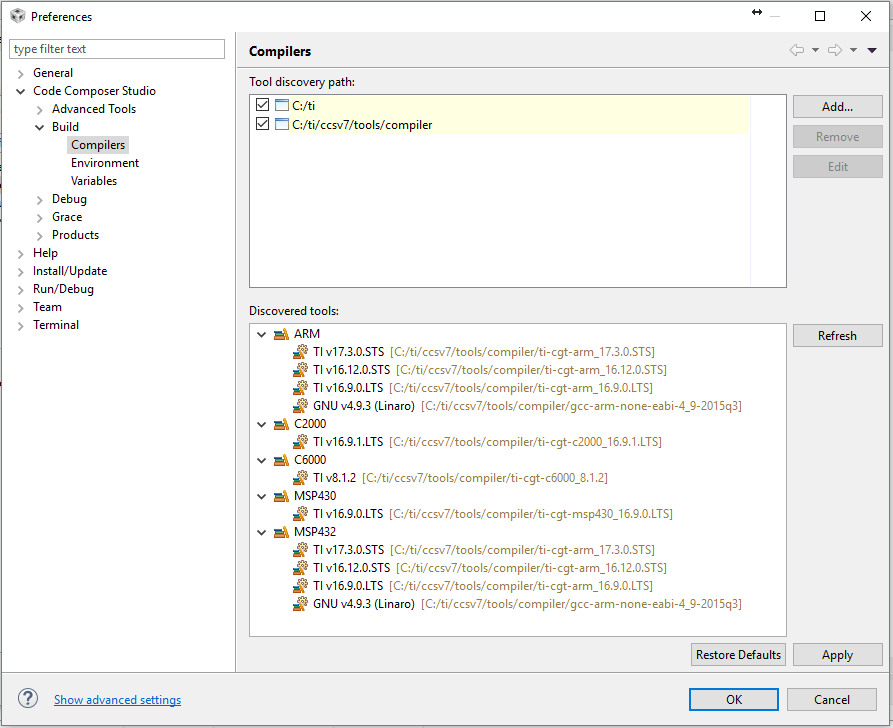 Preferences
type filter text
General
Code Composer Studio
Advanced Tools
Build
Compilers
Environment
Variables
Debug
Grace
Products
Help
Install/Update
Run/Debug
Team
Terminal
Compilers
Tool discovery path:
C:/ti
C:/ti/ccsv7/tools/compiler
Add...
Remove
Edit
Discovered tools:
ARM
TI v17.3.0.STS [C:/ti/ccsv7/tools/compiler/ti-cgt-arm_17.3.0.STS]
TI v16.12.0.STS [C:/ti/ccsv7/tools/compiler/ti-cgt-arm_16.12.0.STS]
TI v16.9.0.LTS [C:/ti/ccsv7/tools/compiler/ti-cgt-arm_16.9.0.LTS]
GNU v4.9.3 (Linaro) [C:/ti/ccsv7/tools/compiler/gcc-arm-none-eabi-4_9-2015q3]
C2000
TI v16.9.1.LTS [C:/ti/ccsv7/tools/compiler/ti-cgt-c2000_16.9.1.LTS]
C6000
TI v8.1.2 [C:/ti/ccsv7/tools/compiler/ti-cgt-c6000_8.1.2]
MSP430
TI v16.9.0.LTS [C:/ti/ccsv7/tools/compiler/ti-cgt-msp430_16.9.0.LTS]
MSP432
TI v17.3.0.STS [C:/ti/ccsv7/tools/compiler/ti-cgt-arm_17.3.0.STS]
TI v16.12.0.STS [C:/ti/ccsv7/tools/compiler/ti-cgt-arm_16.12.0.STS]
TI v16.9.0.LTS [C:/ti/ccsv7/tools/compiler/ti-cgt-arm_16.9.0.LTS]
GNU v4.9.3 (Linaro) [C:/ti/ccsv7/tools/compiler/gcc-arm-none-eabi-4_9-2015q3]
Refresh
Restore Defaults
Apply
?
Show advanced settings
OK
Cancel